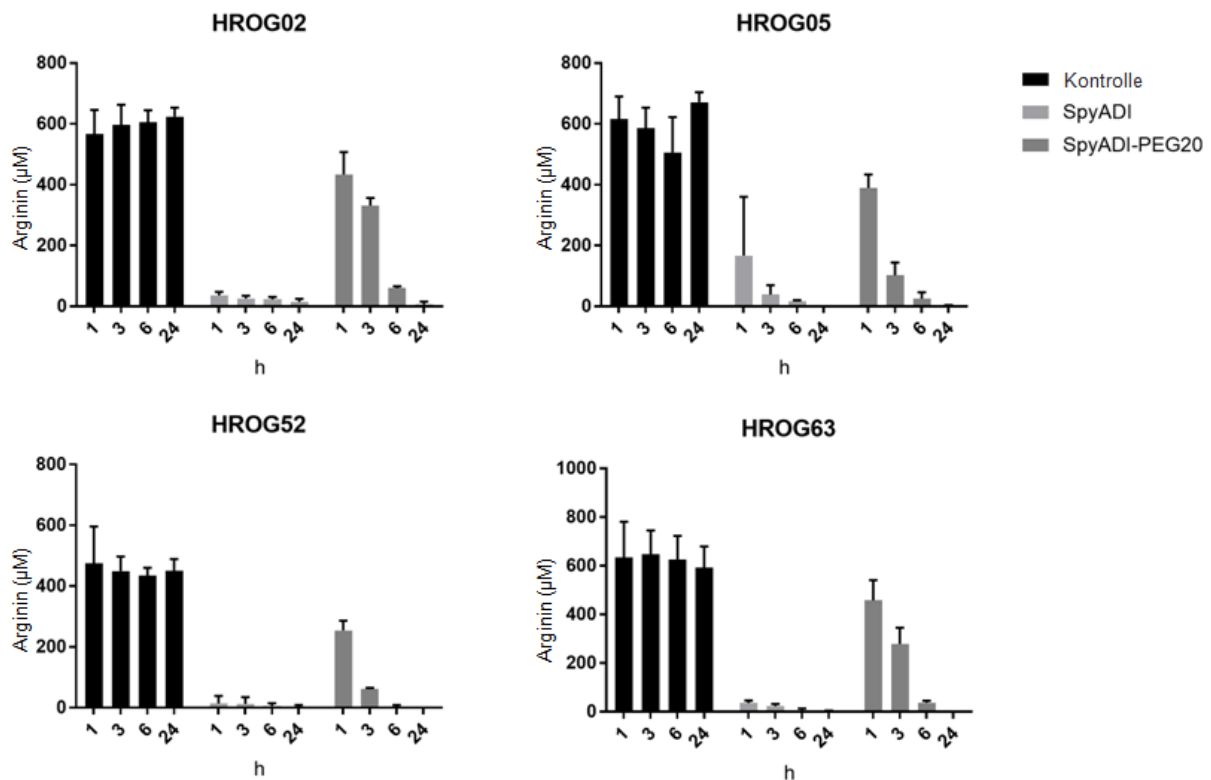 HROG02
800
600
400
200
0
Arginin (µM)
1 3 6 24 1 3 6 24 1 3 6 24
h
HROG05
800
600
400
200
0
Arginin (µM)
1 3 6 24 1 3 6 24 1 3 6 24
h
Kontrolle
SpyADI
SpyADI-PEG20
HROG52
800
600
400
200
0
Arginin (µM)
1 3 6 24 1 3 6 24 1 3 6 24
h
HROG63
1000
800
600
400
200
0
Arginin (µM)
1 3 6 24 1 3 6 24 1 3 6 24
h